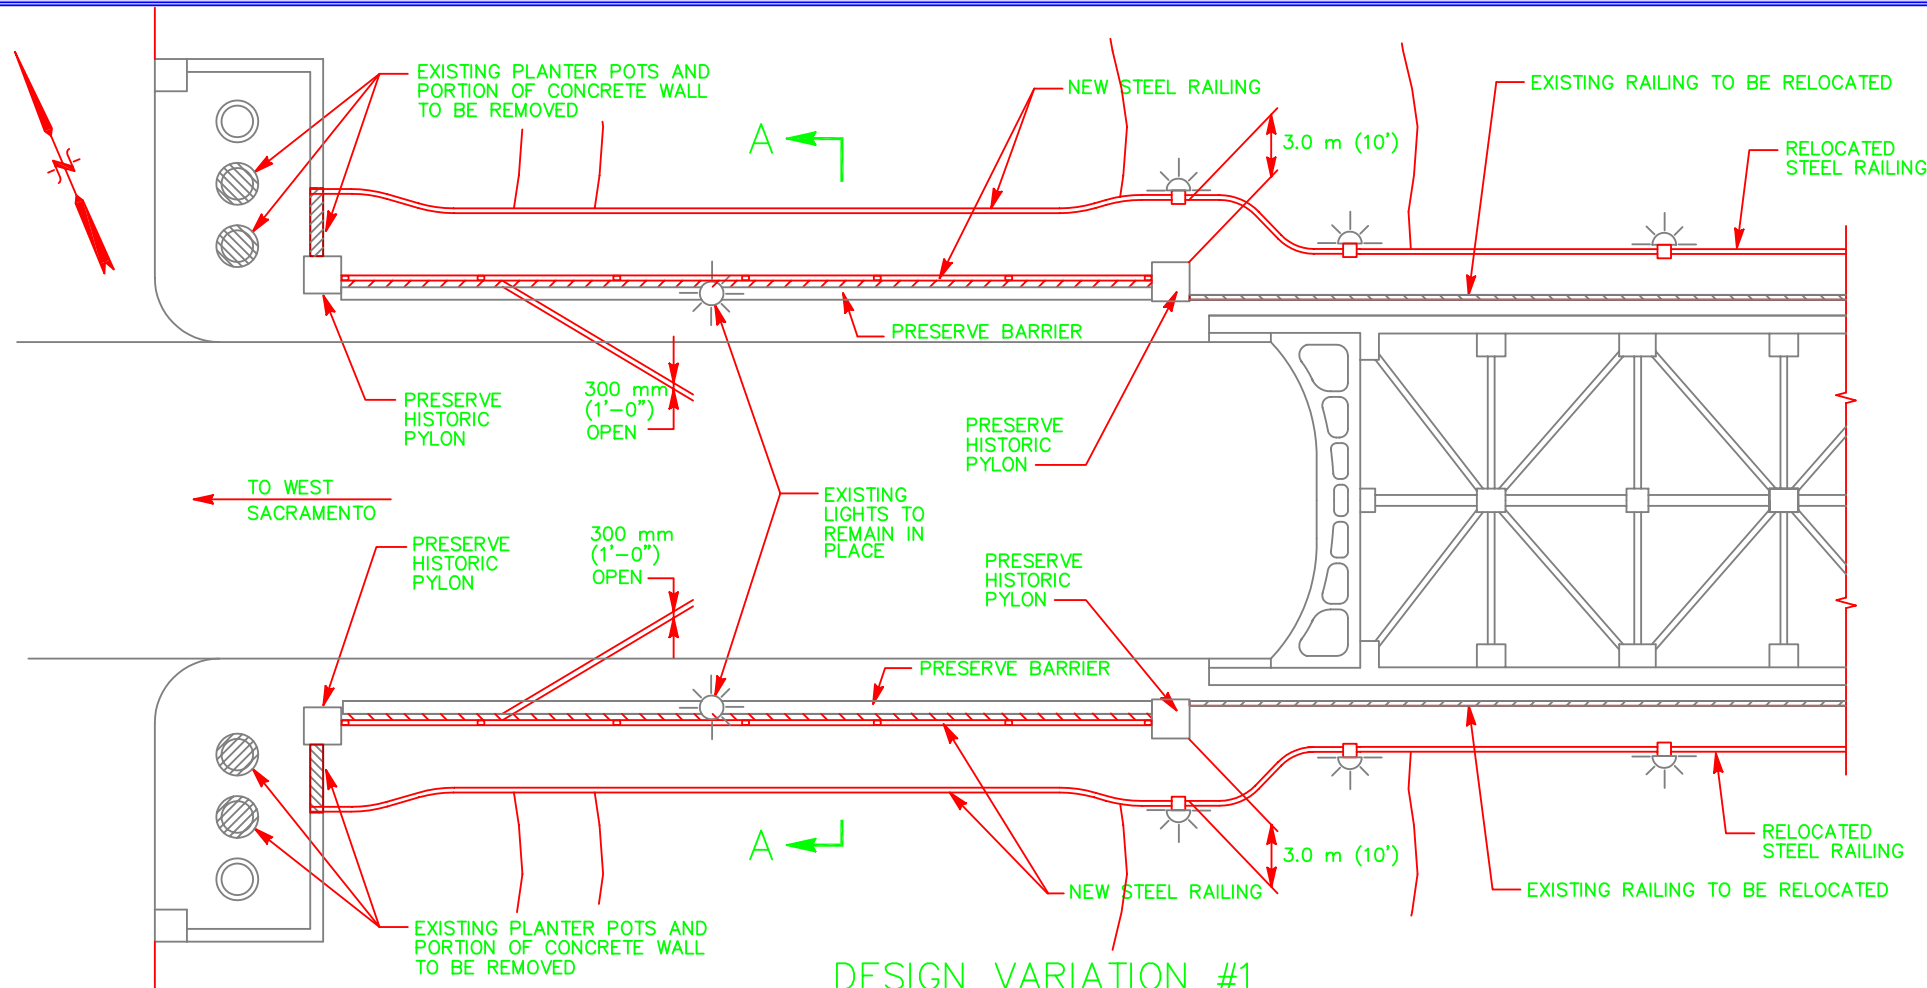 EXISTING PLANTER POTS AND
PORTION OF CONCRETE WALL
TO BE REMOVED
A
NEW STEEL RAILING
3.0 m (10')
EXISTING RAILING TO BE RELOCATED
RELOCATED
STEEL RAILING
Z
PRESERVE BARRIER
PRESERVE
HISTORIC
PYLON
300 mm
(1'-0")
OPEN
PRESERVE
HISTORIC
PYLON
TO WEST
SACRAMENTO
EXISTING
LIGHTS TO
REMAIN IN
PLACE
PRESERVE
HISTORIC
PYLON
300 mm
(1'-0")
OPEN
PRESERVE
HISTORIC
PYLON
PRESERVE BARRIER
A
3.0 m (10')
RELOCATED
STEEL RAILING
NEW STEEL RAILING
EXISTING RAILING TO BE RELOCATED
EXISTING PLANTER POTS AND
PORTION OF CONCRETE WALL
TO BE REMOVED
DESIGN VARIATION #1